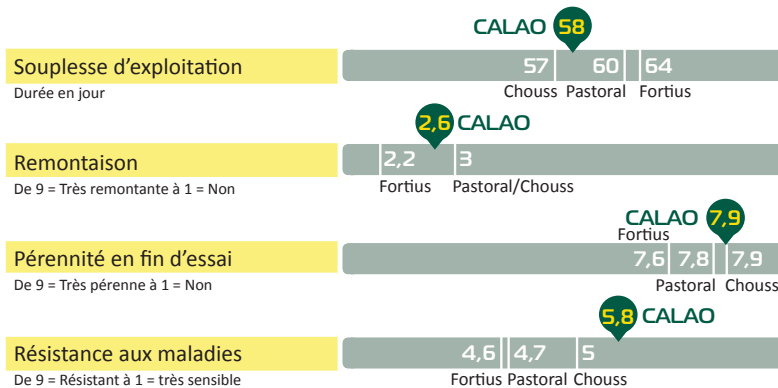 CALAO 58
Souplesse d'exploitation 57 60 64
Durée en jour Chouss Pastoral Fortius
2,6 CALAO
Remontaison 2,2 3
De 9 = Très remontante à 1 = Non Fortius Pastoral/Chouss
CALAO 7,9
Fortius
Pérennité en fin d'essai 7,6 7,8 7,9
De 9 = Très pérenne à 1 = Non Pastoral Chouss
5,8 CALAO
Résistance aux maladies 4,6 4,7 5
De 9 = Résistant à 1 = très sensible Fortius Pastoral Chouss